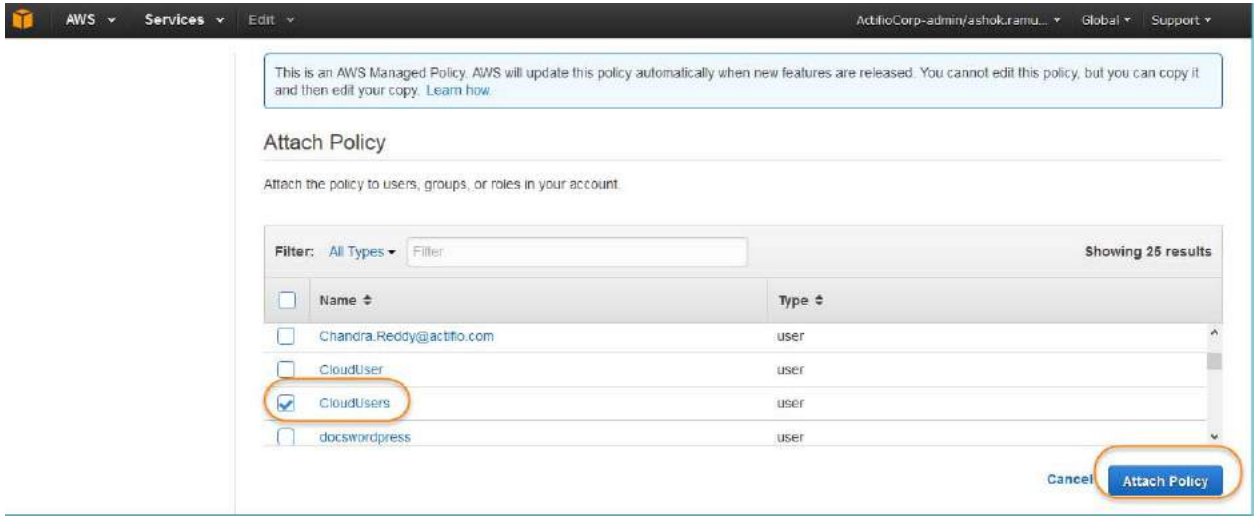 AWS Services Edit ActifioCorp-admin/ashok.ramu... Global Support
This is an AWS Managed Policy. AWS will update this policy automatically when new features are released. You cannot edit this policy, but you can copy it
and then edit your copy. Learn how.
Attach Policy
Attach the policy to users, groups, or roles in your account.
Filter: All Types Filter Showing 25 results
Name Type
Chandra.Reddy@actifio.com user
CloudUser user
CloudUsers user
docswordpress user
Cancel Attach Policy